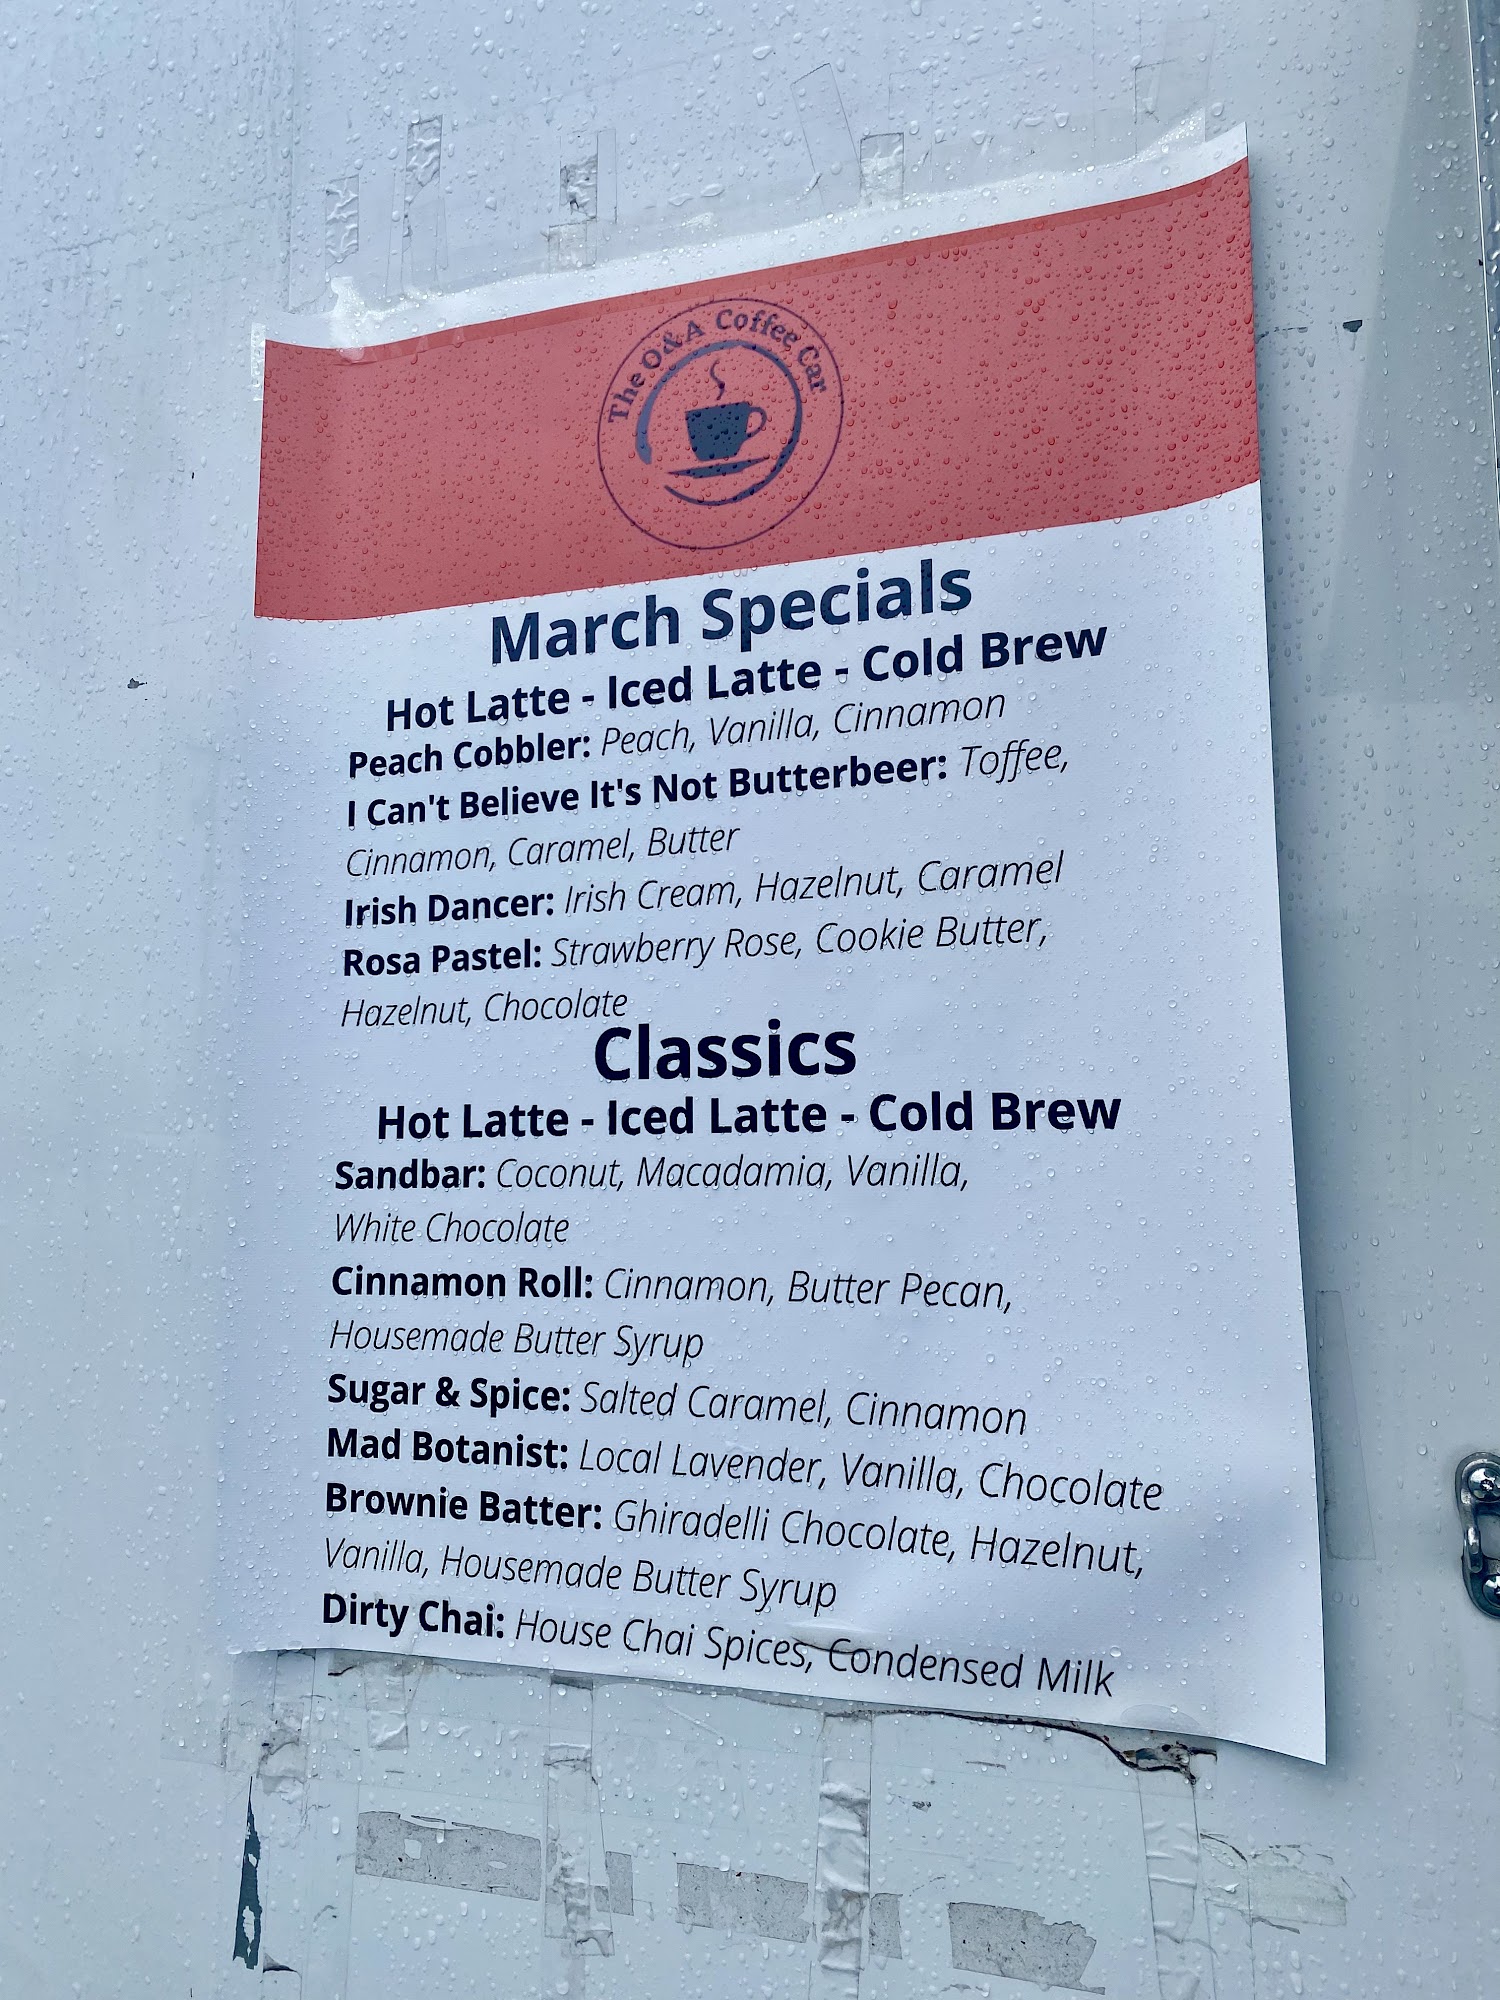 The O&A Coffee Car
March Specials
Hot Latte - Iced Latte - Cold Brew
Peach Cobbler: Peach, Vanilla, Cinnamon
I Can't Believe It's Not Butterbeer: Toffee,
Cinnamon, Caramel, Butter
Irish Dancer: Irish Cream, Hazelnut, Caramel
Rosa Pastel: Strawberry Rose, Cookie Butter,
Hazelnut, Chocolate
Classics
Hot Latte - Iced Latte - Cold Brew
Sandbar: Coconut, Macadamia, Vanilla,
White Chocolate
Cinnamon Roll: Cinnamon, Butter Pecan,
Housemade Butter Syrup
Sugar & Spice: Salted Caramel, Cinnamon
Mad Botanist: Local Lavender, Vanilla, Chocolate
Brownie Batter: Ghiradelli Chocolate, Hazelnut,
Vanilla, Housemade Butter Syrup
Dirty Chai: House Chai Spices, Condensed Milk